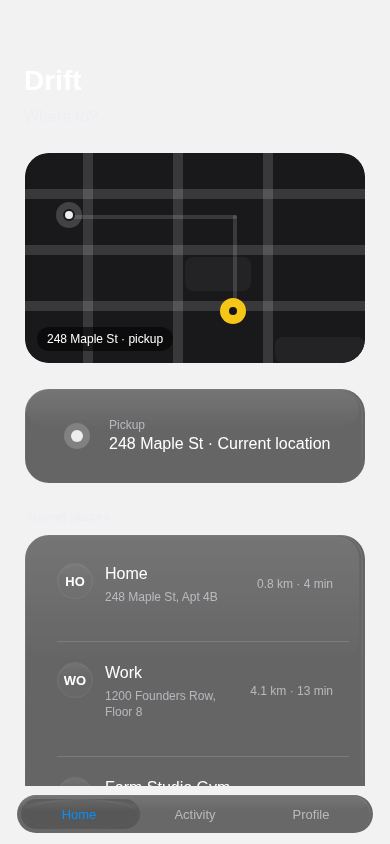 Drift
Where to?
248 Maple St · pickup
Pickup
248 Maple St · Current location
HO
Home
248 Maple St, Apt 4B
0.8 km · 4 min
WO
Work
1200 Founders Row,
Floor 8
4.1 km · 13 min
Home
Activity
Profile